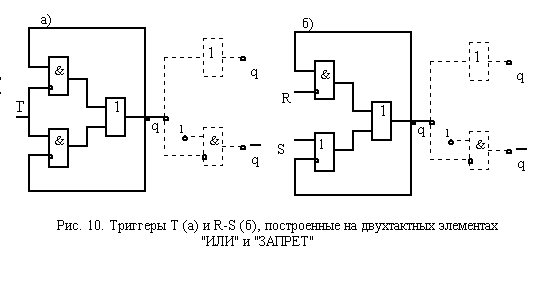 а)
б)
&
1
q
T
1
q
&
1
&
q
&
1
q
R
1
q
S
1
1
&
q
Рис. 10. Триггеры Т (а) и R-S (б), построенные на двухтактных элементах
"ИЛИ" и "ЗАПРЕТ"